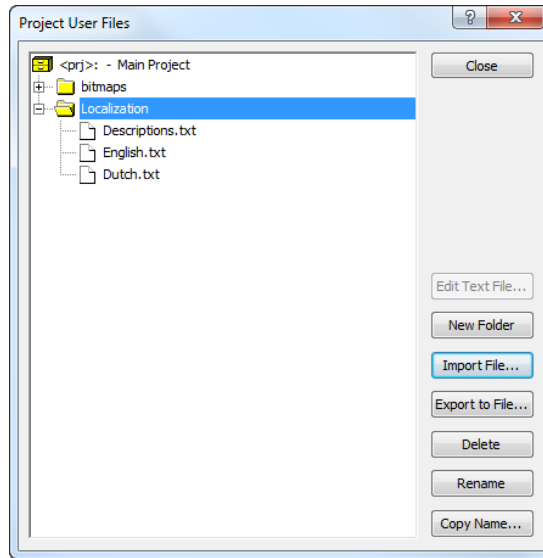 Project User Files
<prj>: - Main Project
bitmaps
Localization
Descriptions.txt
English.txt
Dutch.txt
Close
Edit Text File...
New Folder
Import File...
Export to File...
Delete
Rename
Copy Name...